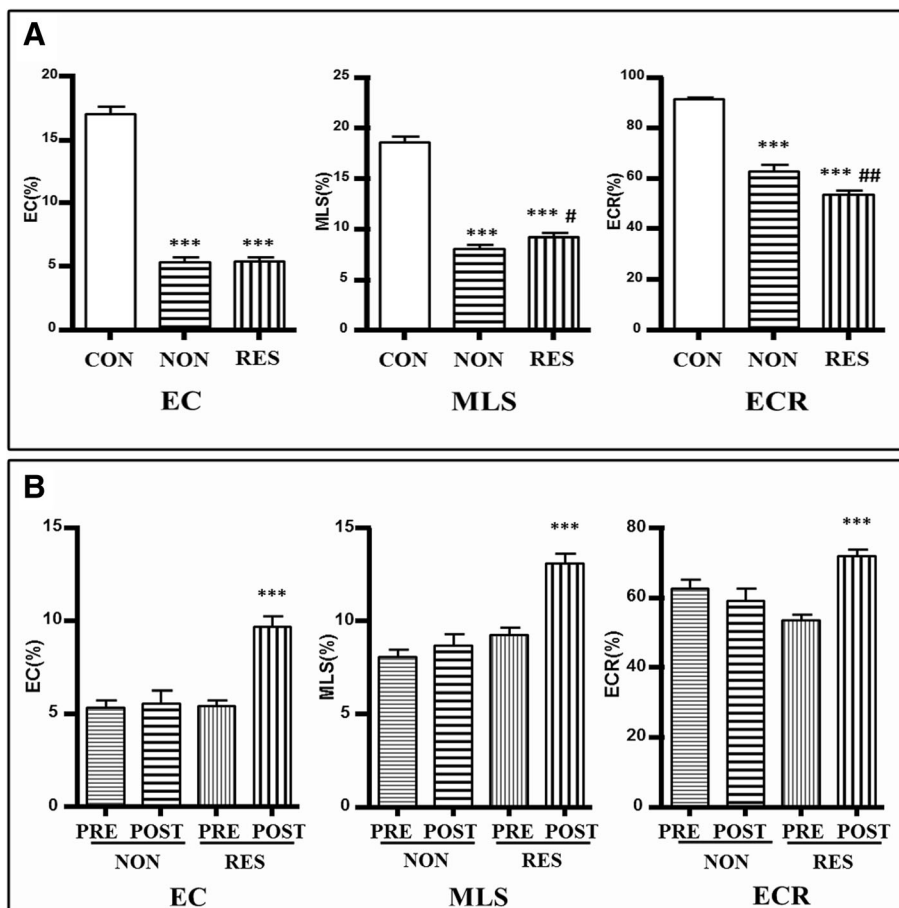 A
EC(%)
20
15
10
5
0
***
***
CON NON RES
EC
MLS(%)
25
20
15
10
5
0
***
*** #
CON NON RES
MLS
ECR(%)
100
80
60
40
20
0
***
*** ##
CON NON RES
ECR
B
EC(%)
15
10
5
0
***
PRE POST PRE POST
NON RES
EC
MLS(%)
15
10
5
0
***
PRE POST PRE POST
NON RES
MLS
ECR(%)
80
60
40
20
0
***
PRE POST PRE POST
NON RES
ECR